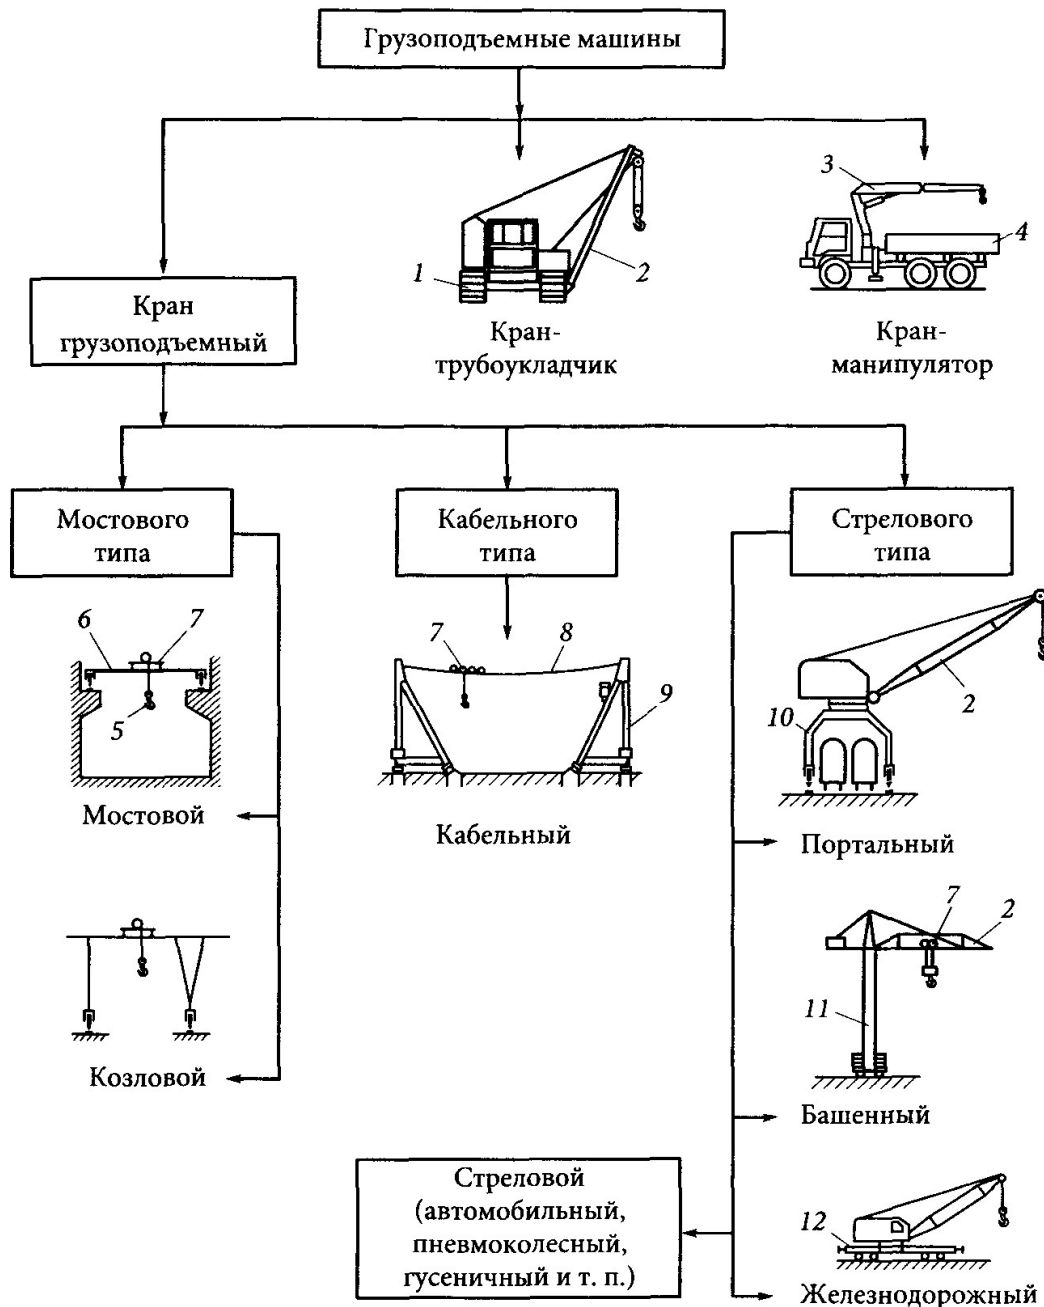 Грузоподъемные машины
3
4
1
2
Кран
грузоподъемный
Кран-
трубоукладчик
Кран-
манипулятор
Мостового
типа
Кабельного
типа
Стрелового
типа
6
7
5
Мостовой
7
8
9
Кабельный
2
10
Портальный
Козловой
7
2
11
Башенный
Стреловой
(автомобильный,
пневмоколесный,
гусеничный и т. п.)
12
Железнодорожный